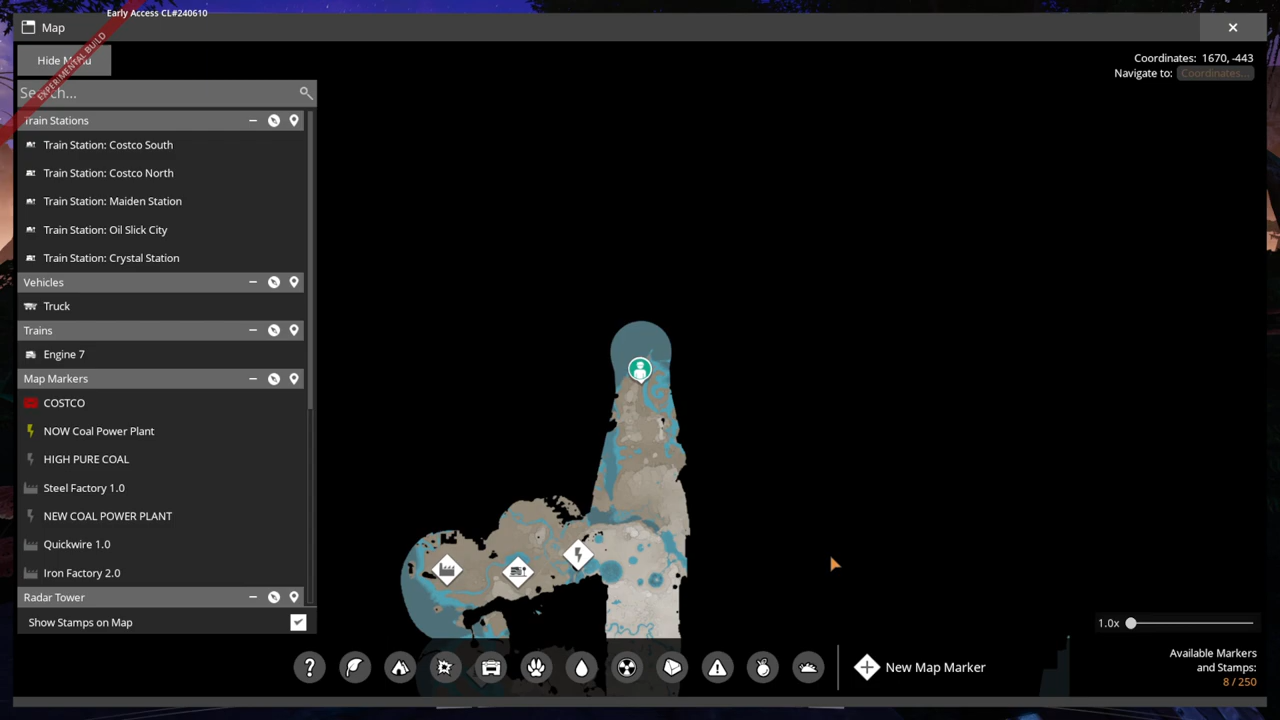 Early Access CL#240610
Map
EXPERIMENTAL BUILD
Hide Menu
Coordinates: 1670, -443
Navigate to: Coordinates...
Search...
Train Stations
Train Station: Costco South
Train Station: Costco North
Train Station: Maiden Station
Train Station: Oil Slick City
Train Station: Crystal Station
Vehicles
Truck
Trains
Engine 7
Map Markers
COSTCO
NOW Coal Power Plant
HIGH PURE COAL
Steel Factory 1.0
NEW COAL POWER PLANT
Quickwire 1.0
Iron Factory 2.0
Radar Tower
Show Stamps on Map
1.0x
New Map Marker
Available Markers
and Stamps:
8 / 250